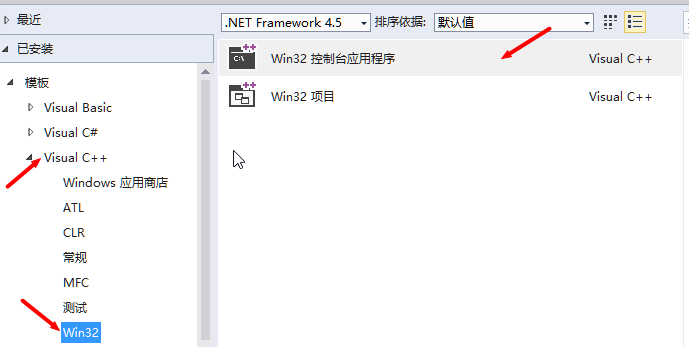 最近
.NET Framework 4.5 排序依据: 默认值
已安装
模板
Visual Basic
Visual C#
Visual C++
Windows 应用商店
ATL
CLR
常规
MFC
测试
Win32
C:\ Win32 控制台应用程序 Visual C++
Win32 项目 Visual C++